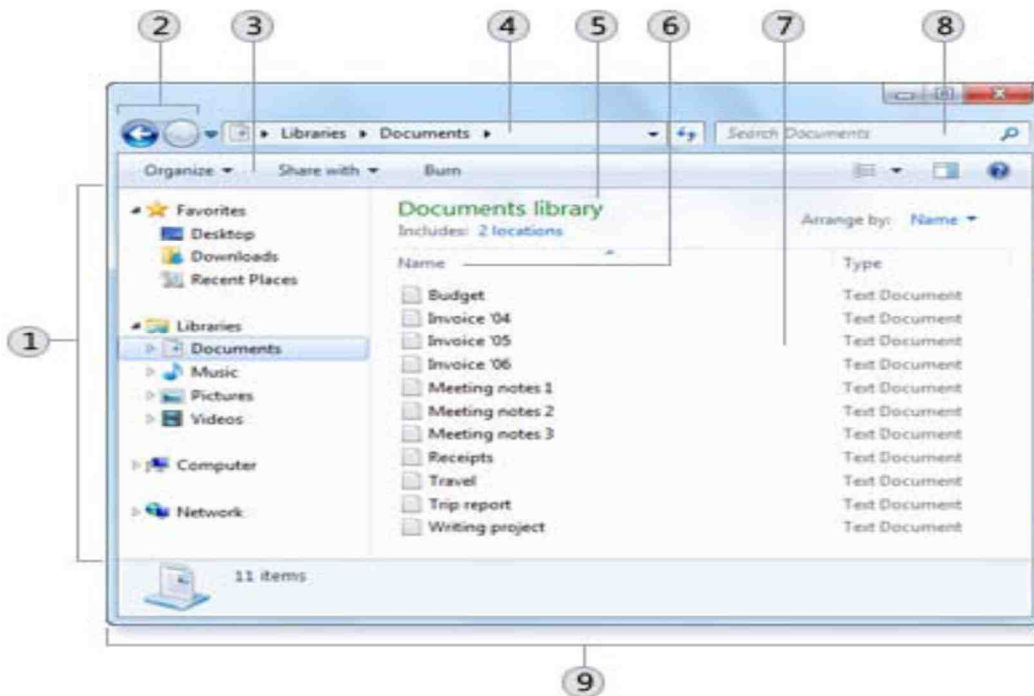 2 3 4 5 6 7 8
Libraries Documents Search Documents
Organize Share with Burn
Favorites
Desktop
Downloads
Recent Places
Libraries
Documents
Music
Pictures
Videos
Computer
Network
Documents library
Includes: 2 locations
Arrange by: Name
Name Type
Budget Text Document
Invoice '04 Text Document
Invoice '05 Text Document
Invoice '06 Text Document
Meeting notes 1 Text Document
Meeting notes 2 Text Document
Meeting notes 3 Text Document
Receipts Text Document
Travel Text Document
Trip report Text Document
Writing project Text Document
1
11 items
9